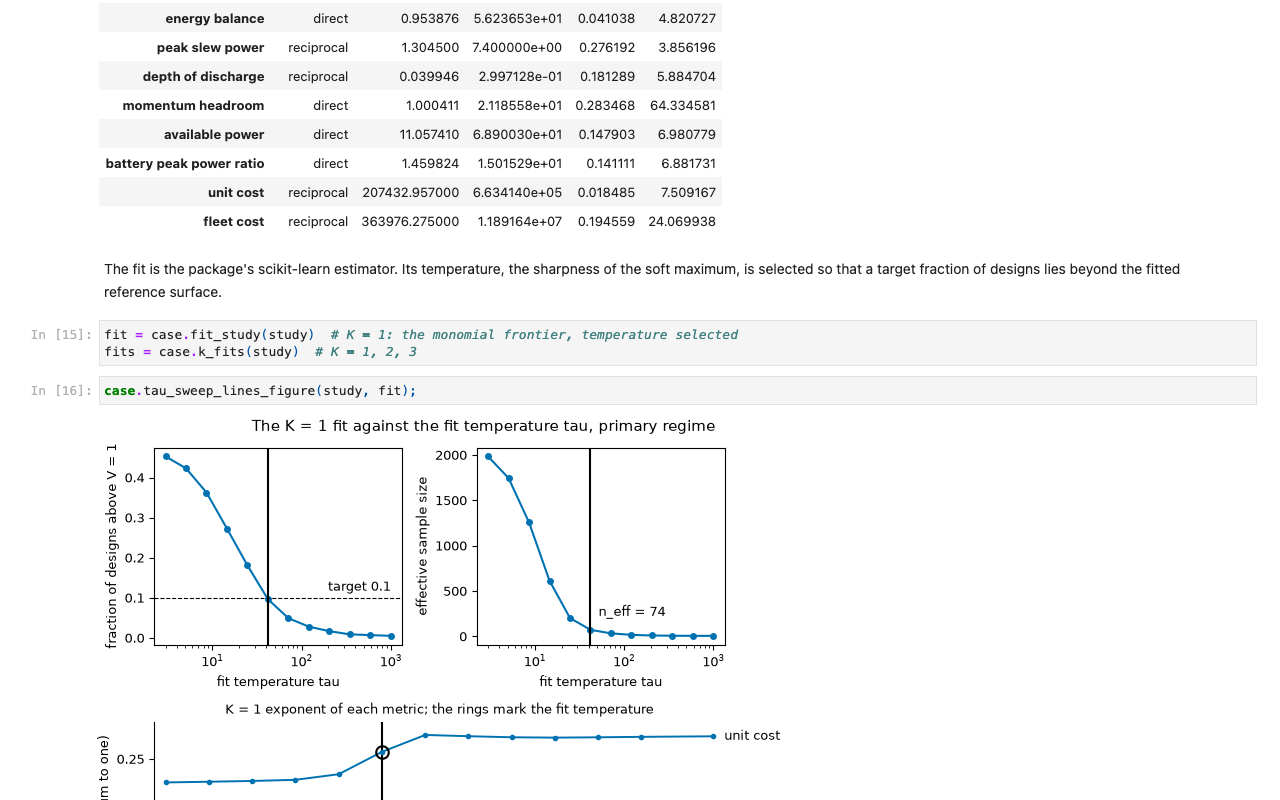 energy balance direct 0.953876 5.623653e+01 0.041038 4.820727
peak slew power reciprocal 1.304500 7.400000e+00 0.276192 3.856196
depth of discharge reciprocal 0.039946 2.997128e-01 0.181289 5.884704
momentum headroom direct 1.000411 2.118558e+01 0.283468 64.334581
available power direct 11.057410 6.890030e+01 0.147903 6.980779
battery peak power ratio direct 1.459824 1.501529e+01 0.141111 6.881731
unit cost reciprocal 207432.957000 6.634140e+05 0.018485 7.509167
fleet cost reciprocal 363976.275000 1.189164e+07 0.194559 24.069938
The fit is the package's scikit-learn estimator. Its temperature, the sharpness of the soft maximum, is selected so that a target fraction of designs lies beyond the fitted
reference surface.
In [15]: fit = case.fit_study(study)  # K = 1: the monomial frontier, temperature selected
fits = case.k_fits(study)  # K = 1, 2, 3
In [16]: case.tau_sweep_lines_figure(study, fit);
The K = 1 fit against the fit temperature tau, primary regime
fraction of designs above V = 1
0.4
0.3
0.2
0.1
0.0
target 0.1
10¹ 10² 10³
fit temperature tau
effective sample size
2000
1500
1000
500
0
n_eff = 74
10¹ 10² 10³
fit temperature tau
K = 1 exponent of each metric; the rings mark the fit temperature
to one)
0.25
unit cost